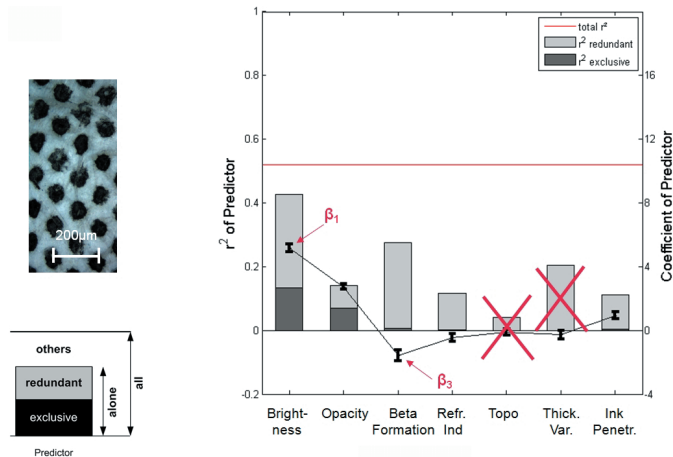 200µm
others
redundant
exclusive
alone
all
Predictor
total r²
r² redundant
r² exclusive
r² of Predictor
1
0.8
0.6
0.4
0.2
0
-0.2
Coefficient of Predictor
16
12
8
4
0
-4
β₁
β₃
Bright-
ness
Opacity
Beta
Formation
Refr.
Ind
Topo
Thick.
Var.
Ink
Penetr.